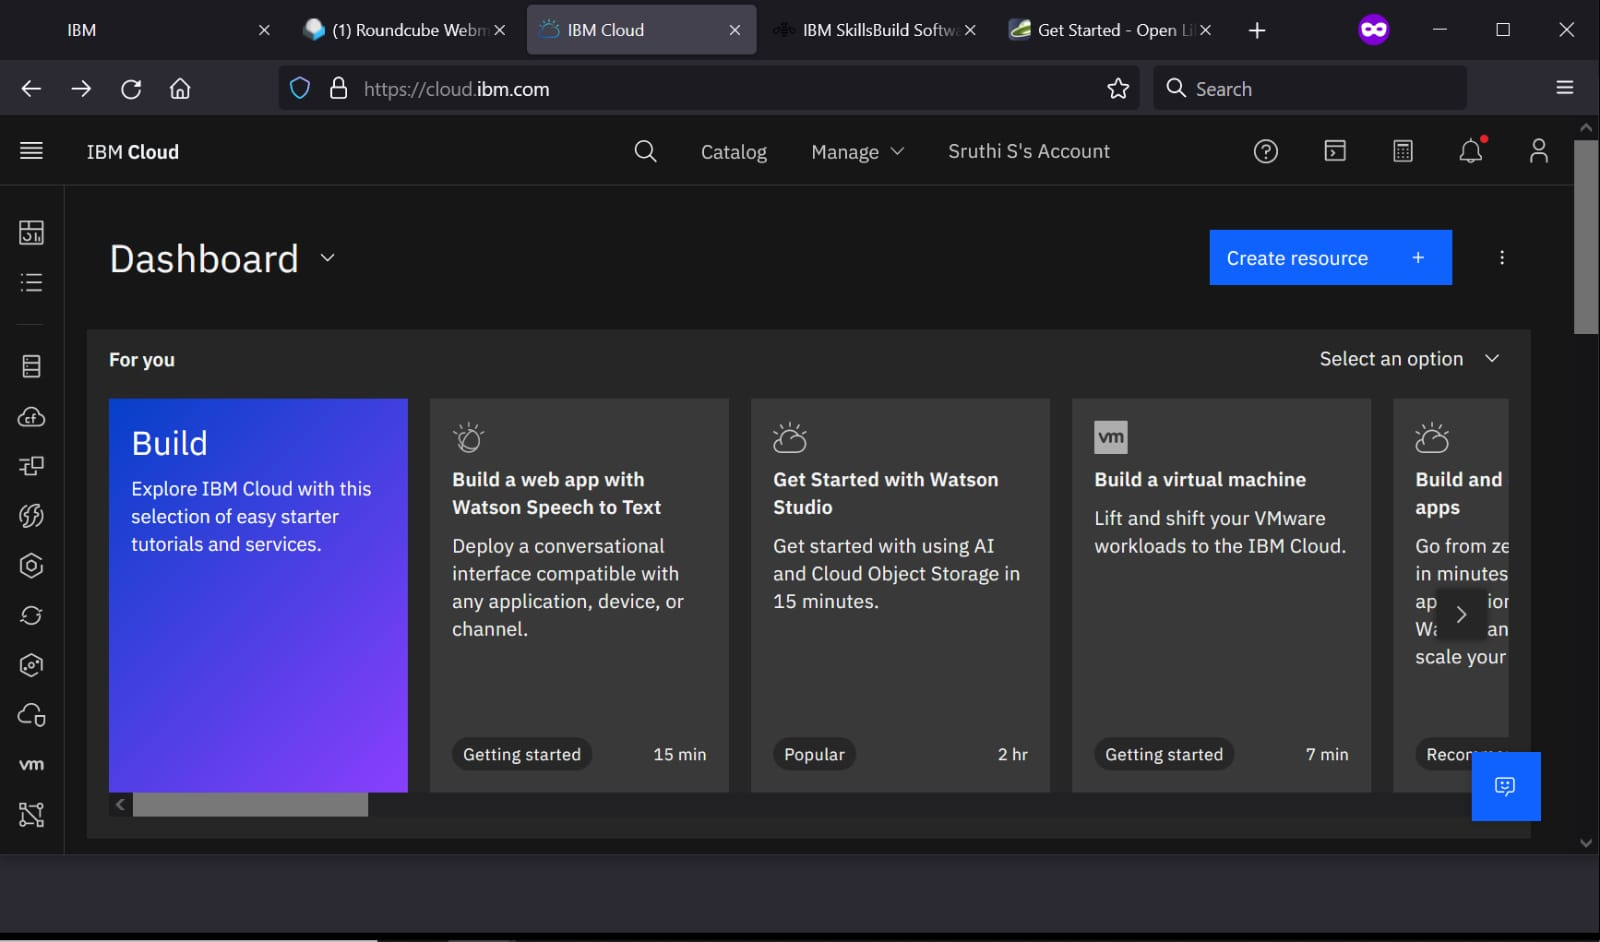 IBM
(1) Roundcube Webm
IBM Cloud
IBM SkillsBuild Softwa
Get Started - Open Li
https://cloud.ibm.com
Search
IBM Cloud
Catalog
Manage
Sruthi S's Account
Dashboard
Create resource +
For you
Select an option
Build
Explore IBM Cloud with this
selection of easy starter
tutorials and services.
Build a web app with
Watson Speech to Text
Deploy a conversational
interface compatible with
any application, device, or
channel.
Getting started
15 min
Get Started with Watson
Studio
Get started with using AI
and Cloud Object Storage in
15 minutes.
Popular
2 hr
vm
Build a virtual machine
Lift and shift your VMware
workloads to the IBM Cloud.
Getting started
7 min
Build and
apps
Go from ze
in minutes
scale your
cf
vm